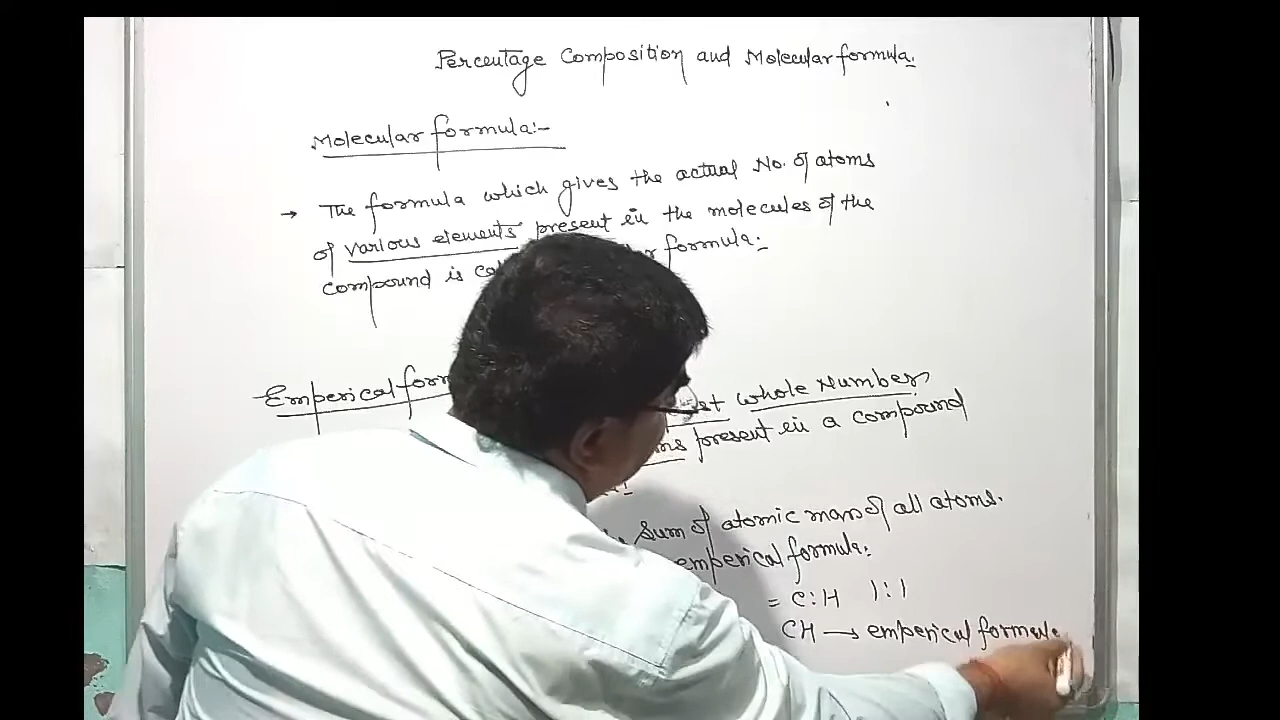 Percentage Composition and Molecular formula.
Molecular formula:-
→ The formula which gives the actual No. of atoms
of various elements present in the molecules of the
compound is formula.
Emperical whole Number
present in a compound
Sum of atomic mass of all atoms.
emperical formula.
= C:H 1:1
CH → emperical formula